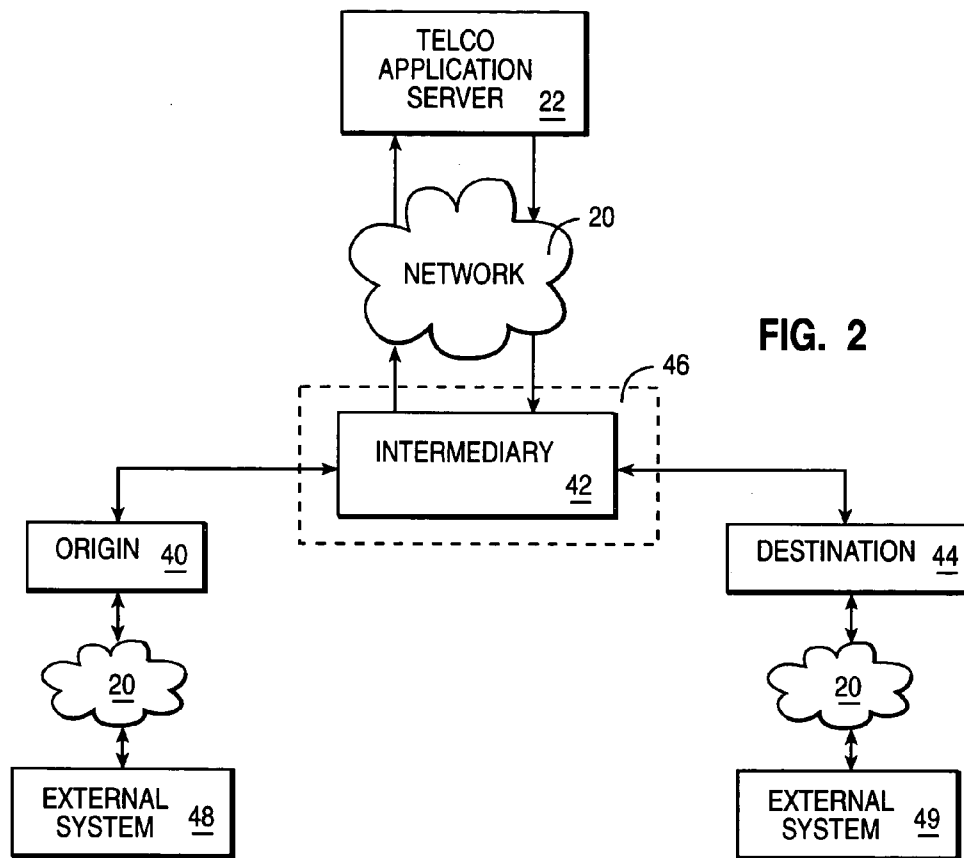 TELCO
APPLICATION
SERVER 22
20
NETWORK
FIG. 2
46
INTERMEDIARY
42
ORIGIN 40
DESTINATION 44
20
20
EXTERNAL
SYSTEM 48
EXTERNAL
SYSTEM 49